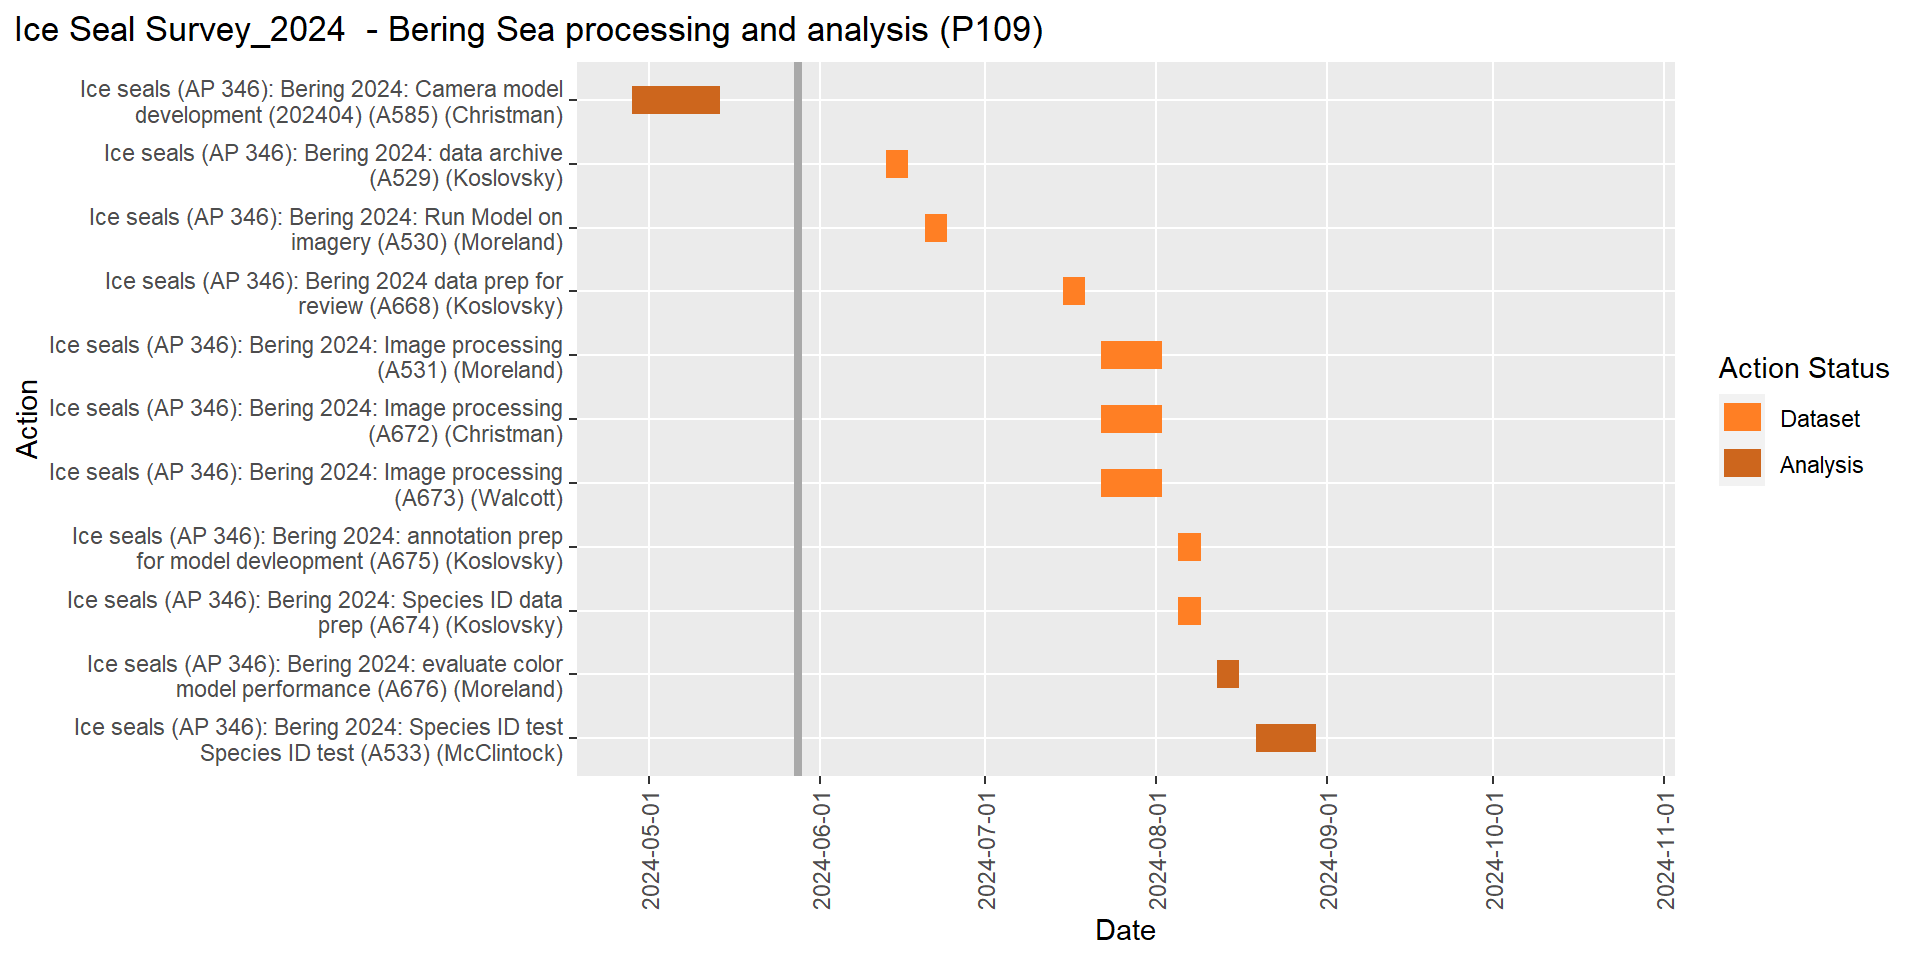 Ice Seal Survey_2024  - Bering Sea processing and analysis (P109)
Action
Ice seals (AP 346): Bering 2024: Camera model
development (202404) (A585) (Christman)
Ice seals (AP 346): Bering 2024: data archive
(A529) (Koslovsky)
Ice seals (AP 346): Bering 2024: Run Model on
imagery (A530) (Moreland)
Ice seals (AP 346): Bering 2024 data prep for
review (A668) (Koslovsky)
Ice seals (AP 346): Bering 2024: Image processing
(A531) (Moreland)
Ice seals (AP 346): Bering 2024: Image processing
(A672) (Christman)
Ice seals (AP 346): Bering 2024: Image processing
(A673) (Walcott)
Ice seals (AP 346): Bering 2024: annotation prep
for model devleopment (A675) (Koslovsky)
Ice seals (AP 346): Bering 2024: Species ID data
prep (A674) (Koslovsky)
Ice seals (AP 346): Bering 2024: evaluate color
model performance (A676) (Moreland)
Ice seals (AP 346): Bering 2024: Species ID test
Species ID test (A533) (McClintock)
2024-05-01
2024-06-01
2024-07-01
2024-08-01
2024-09-01
2024-10-01
2024-11-01
Date
Action Status
Dataset
Analysis